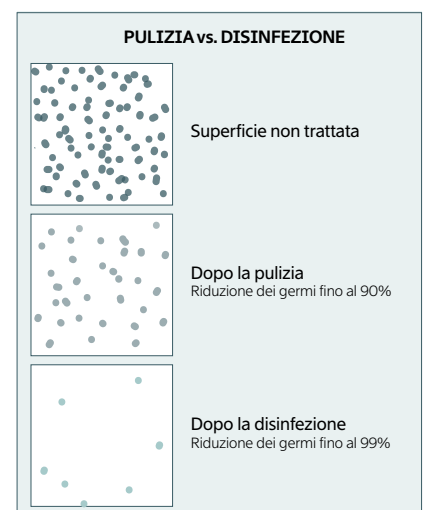 PULIZIA vs. DISINFEZIONE
Superficie non trattata
Dopo la pulizia
Riduzione dei germi fino al 90%
Dopo la disinfezione
Riduzione dei germi fino al 99%